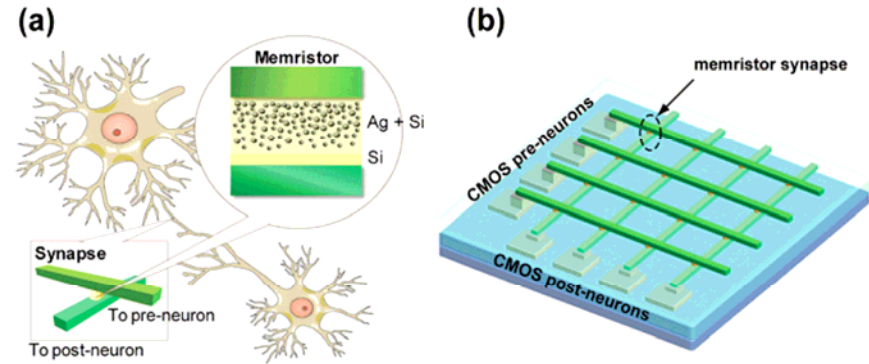 (a)
Memristor
Ag + Si
Si
Synapse
To pre-neuron
To post-neuron
(b)
memristor synapse
CMOS pre-neurons
CMOS post-neurons